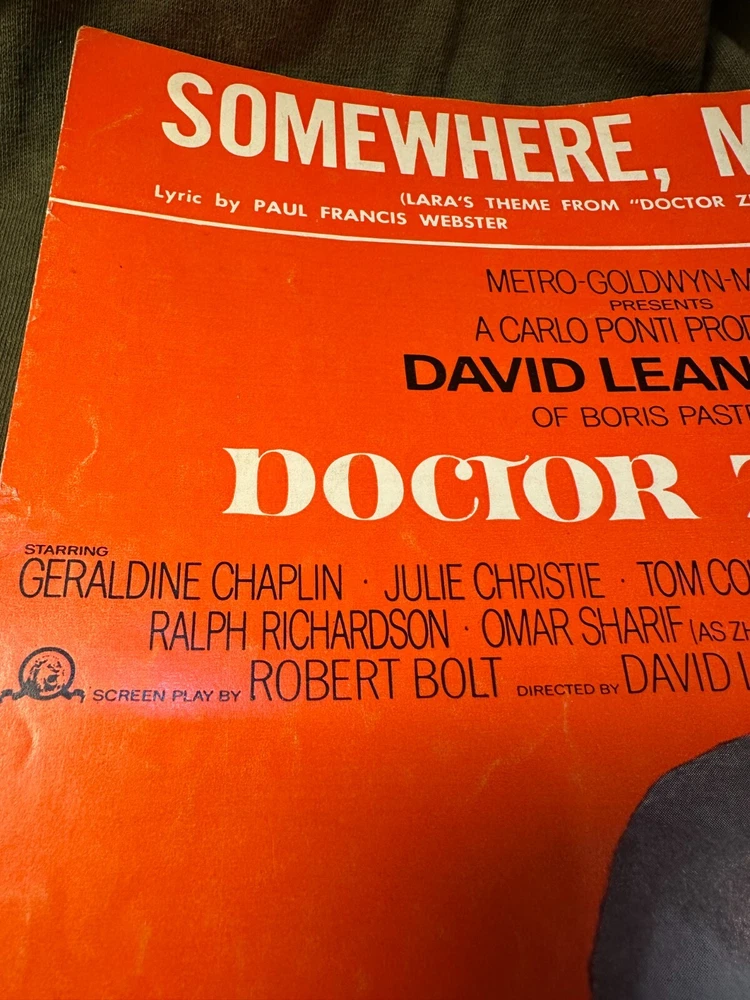 SOMEWHERE, M
(LARA'S THEME FROM "DOCTOR Z
Lyric by PAUL FRANCIS WEBSTER
METRO-GOLDWYN-M
PRESENTS
A CARLO PONTI PROD
DAVID LEAN
OF BORIS PAST
DOCTOR
STARRING
GERALDINE CHAPLIN · JULIE CHRISTIE · TOM CO
RALPH RICHARDSON · OMAR SHARIF (AS ZH
SCREEN PLAY BY ROBERT BOLT DIRECTED BY DAVID L